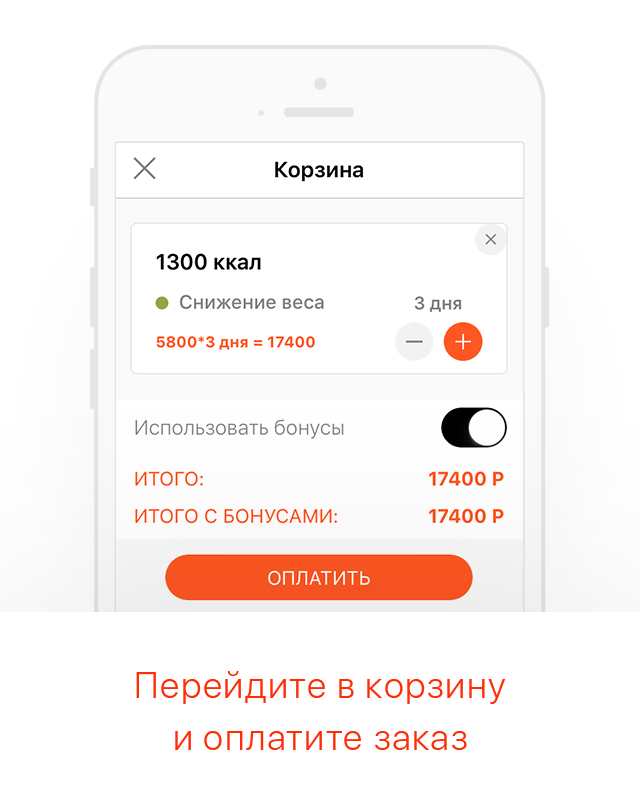 Корзина
1300 ккал
Снижение веса
3 дня
5800*3 дня = 17400
Использовать бонусы
ИТОГО: 17400 Р
ИТОГО С БОНУСАМИ: 17400 Р
ОПЛАТИТЬ
Перейдите в корзину
и оплатите заказ